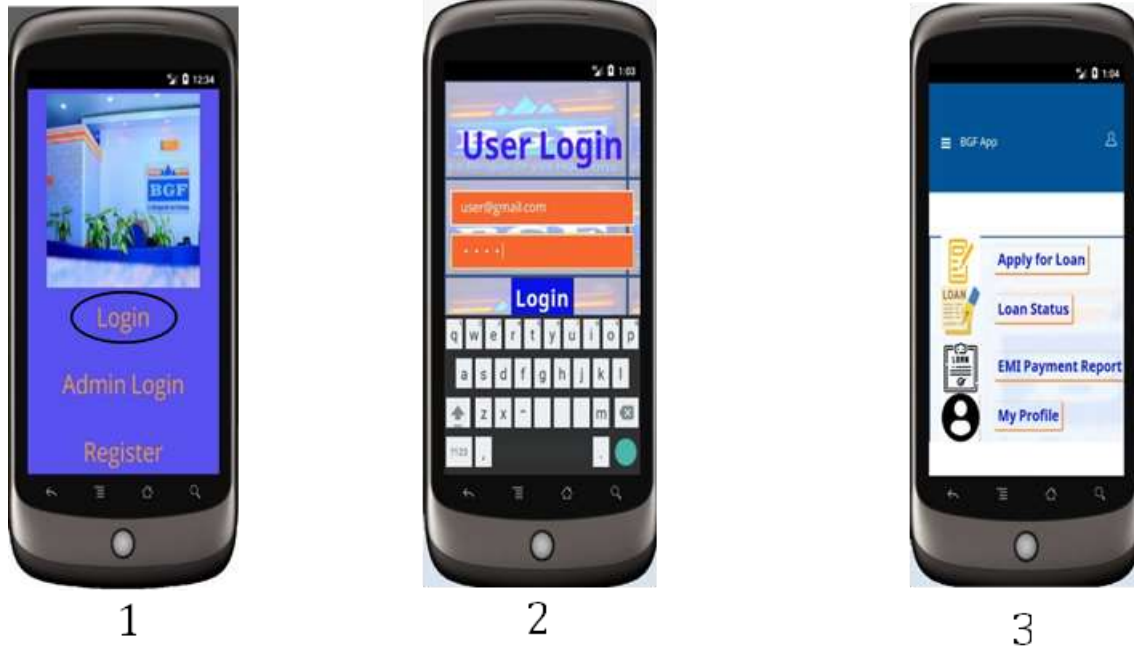 12:34
BGF
Login
Admin Login
Register
1
1:03
User Login
user@gmail.com
Login
q w e r t y u i o p
a s d f g h j k l
z x m
?123 , .
2
1:04
BGF App
Apply for Loan
LOAN
Loan Status
LOAN
EMI Payment Report
My Profile
3